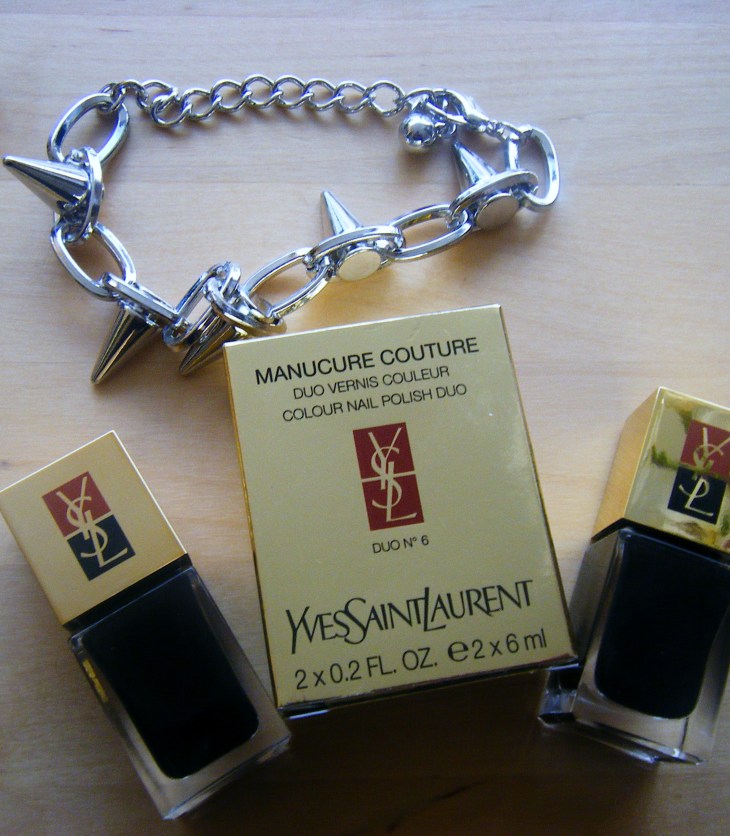 MANUCURE COUTURE
DUO VERNIS COULEUR
COLOUR NAIL POLISH DUO
YSL
DUO N° 6
YVESSAINTLAURENT
2 x 0.2 FL. OZ. e 2 x 6 ml
YSL
YSL